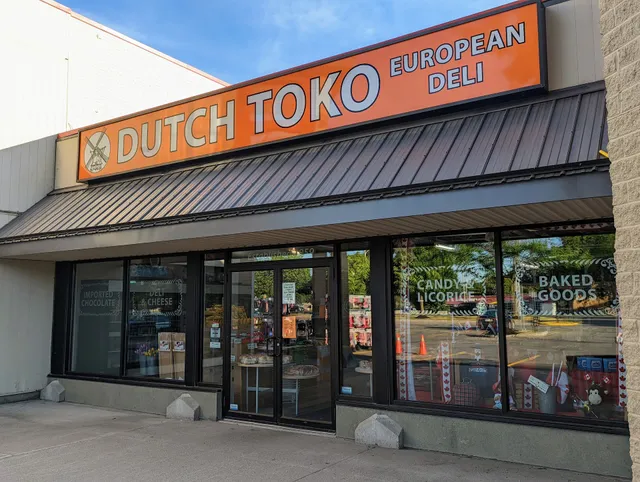 DUTCH TOKO
EUROPEAN
DELI
IMPORTED
CHOCOLATE
DELI
& CHEESE
CANDY &
LICORICE
BAKED
GOODS